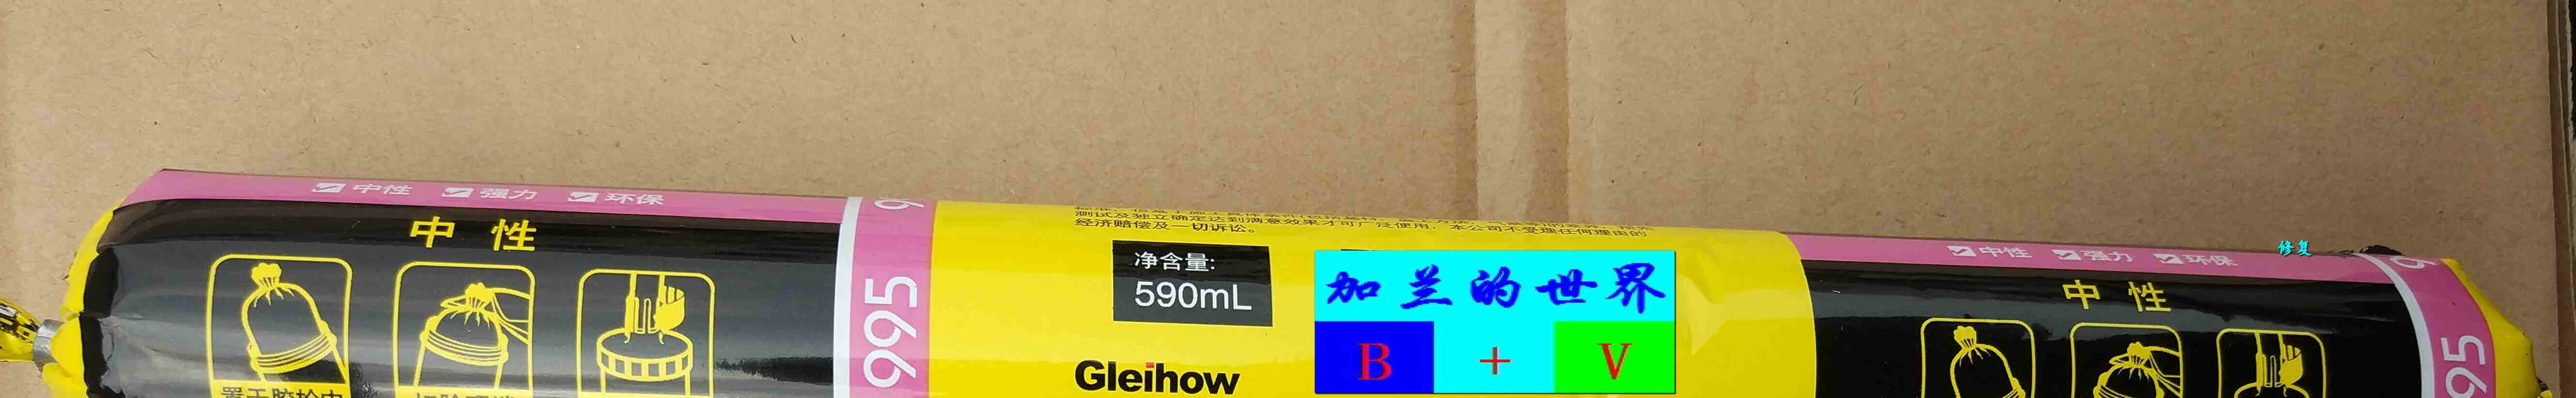 中性 强力 环保
中性
995
测试及独立确定达到满意效果才可广泛使用，本公司不受理任何理由的
经济赔偿及一切诉讼。
净含量:
590mL
Gleihow
加兰的世界
B + V
中性 强力 环保
修复
中性
95